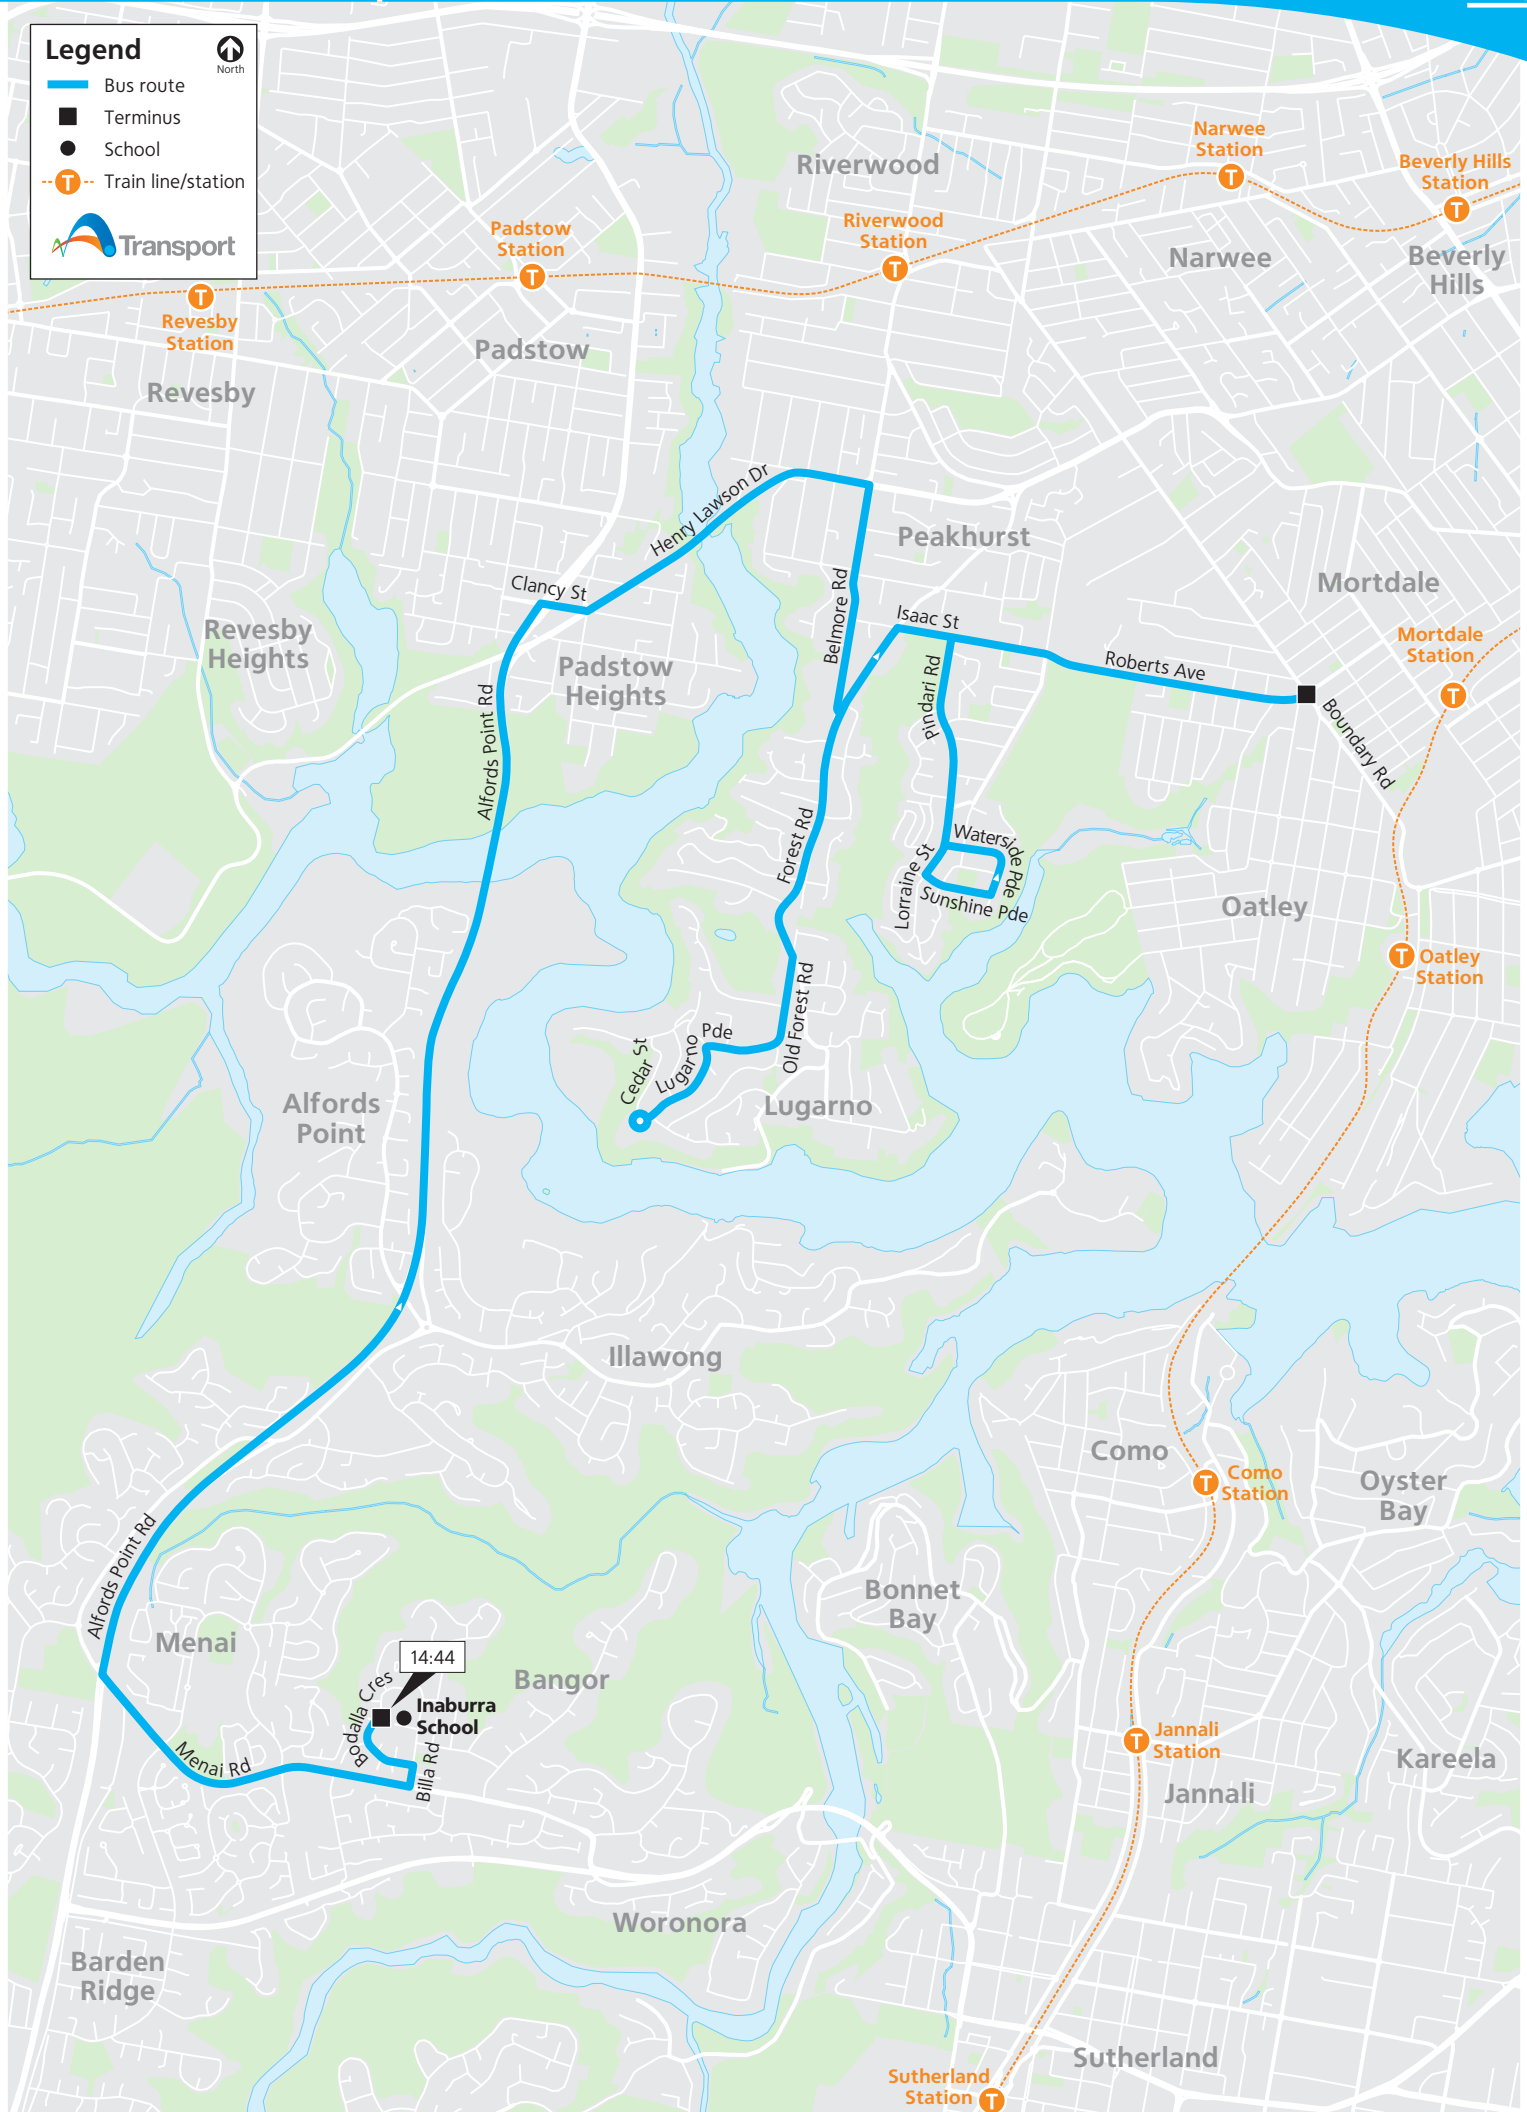 Legend
North
Bus route
Terminus
School
T
Train line/station
Transport
Narwee
Station
T
Beverly Hills
Station
T
Riverwood
Riverwood
Station
T
Padstow
Station
T
Narwee
Beverly
Hills
T
Revesby
Station
Padstow
Revesby
Henry Lawson Dr
Peakhurst
Clancy St
Mortdale
Belmore Rd
Isaac St
Revesby
Heights
Mortdale
Station
T
Padstow
Heights
Roberts Ave
Pindari Rd
Alfords Point Rd
Boundary Rd
Forest Rd
Waterside Pde
Lorraine St
Sunshine Pde
Oatley
T
Oatley
Station
Old Forest Rd
Cedar St
Lugarno
Pde
Alfords
Point
Lugarno
Illawong
Como
T
Como
Station
Oyster
Bay
Alfords Point Rd
Bonnet
Bay
Menai
14:44
Bangor
Bodalla Cres
Inaburra
School
Menai Rd
Billa Rd
T
Jannali
Station
Kareela
Jannali
Woronora
Barden
Ridge
Sutherland
Sutherland
Station
T